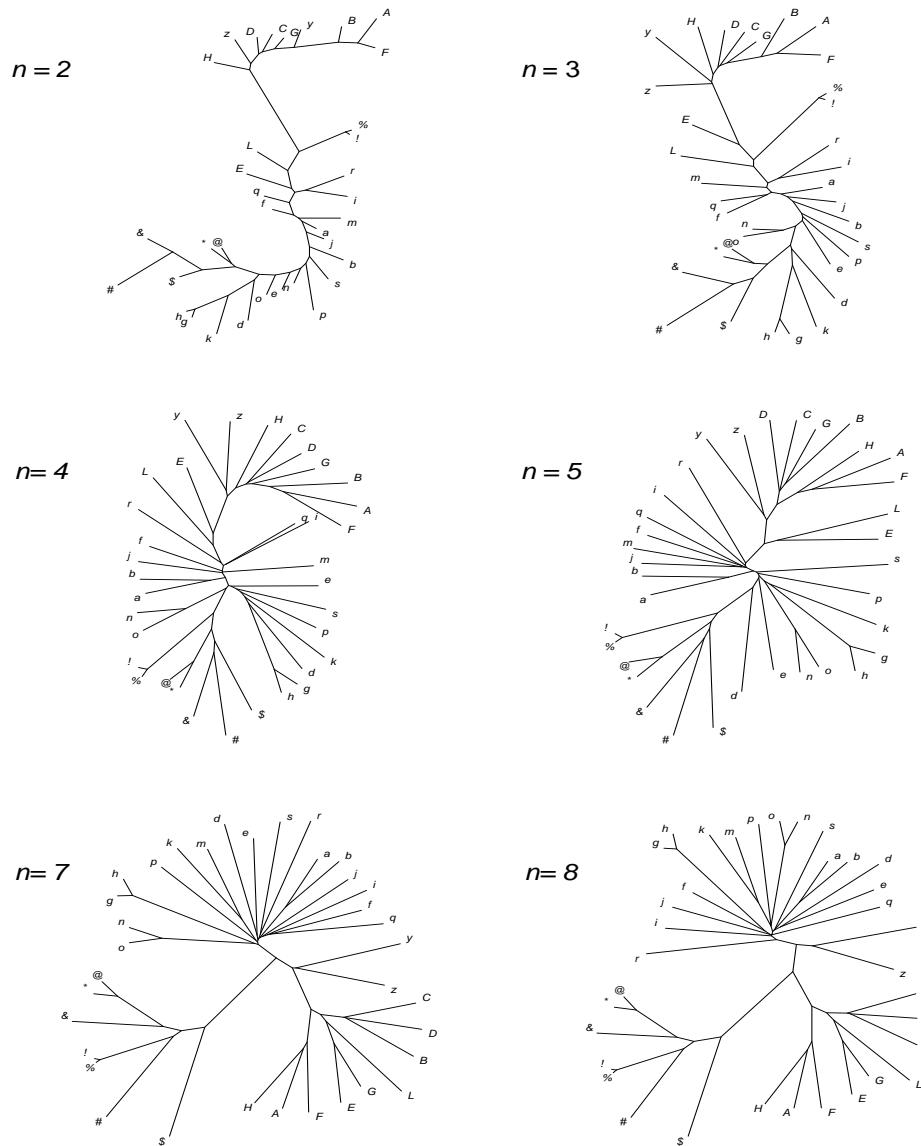 n = 2
A
B
y
C G
D
z
F
H
%
!
L
E
r
q
i
f
m
a
j
& * @
b
$
s
#
o e n
h
g
p
d
k
n = 3
B
A
H
D C
G
y
F
z
%
!
E
r
L
i
m
a
q
j
f
b
n
@ o
*
s
p
&
e
d
#
$
k
h
g
n= 4
y
z
H
C
D
E
L
G
B
r
A
q i
F
f
j
m
b
e
a
n
s
o
p
!
k
%
@
d
*
g
h
&
$
#
n = 5
D
C
B
G
y
z
H
A
r
F
i
L
q
f
E
m
j
s
b
a
p
!
k
%
@
g
*
e
n
o
h
&
d
#
$
n= 7
d
s
r
e
k
m
p
a
b
h
j
g
i
f
n
q
o
y
@
*
z
C
&
D
!
B
%
G
L
H
E
#
A
F
$
n= 8
p
o
n
h
k
m
s
g
a
b
d
f
e
j
q
i
r
z
@
*
&
!
%
G
L
E
H
#
A
F
$